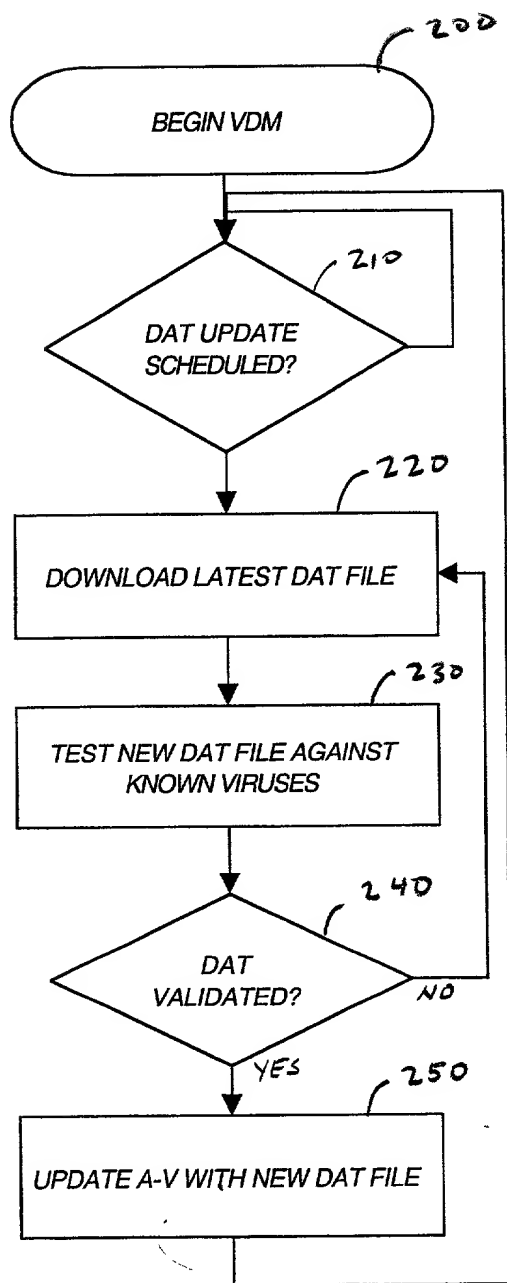 200
BEGIN VDM
210
DAT UPDATE
SCHEDULED?
220
DOWNLOAD LATEST DAT FILE
230
TEST NEW DAT FILE AGAINST
KNOWN VIRUSES
240
DAT
VALIDATED?
NO
YES
250
UPDATE A-V WITH NEW DAT FILE